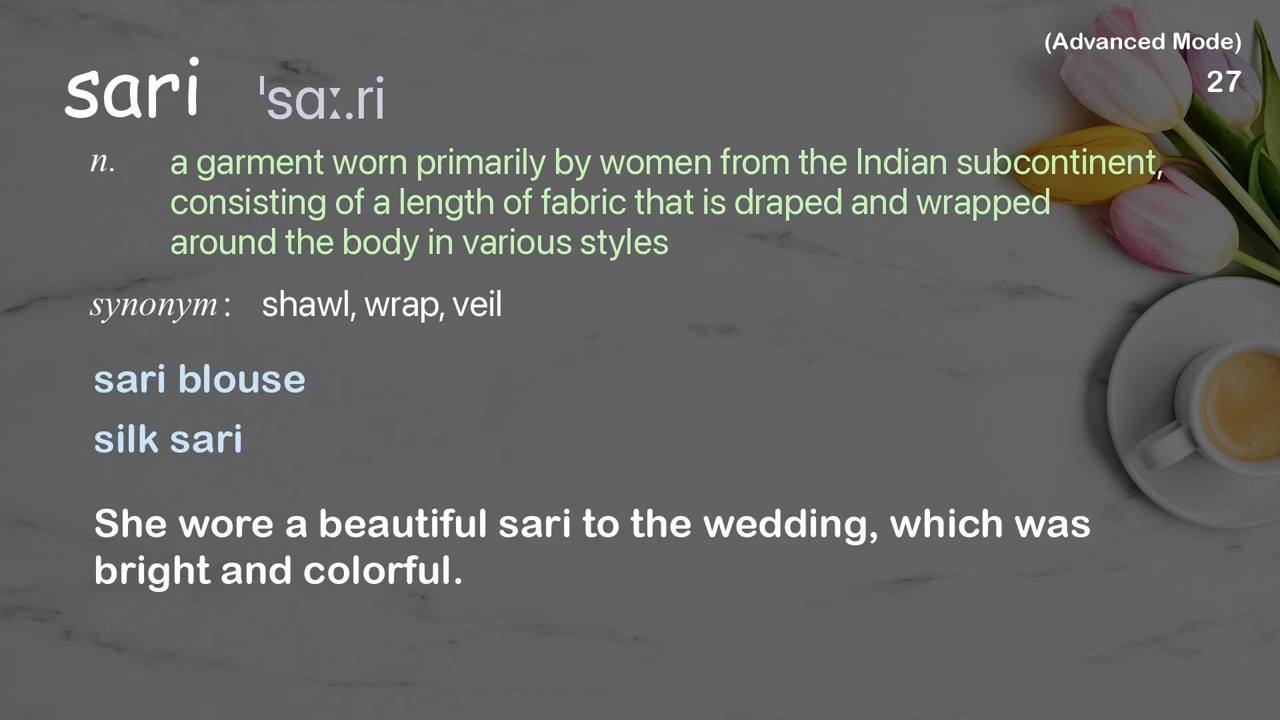 (Advanced Mode)
27
sari ˈsɑː.ri
n. a garment worn primarily by women from the Indian subcontinent,
consisting of a length of fabric that is draped and wrapped
around the body in various styles
synonym: shawl, wrap, veil
sari blouse
silk sari
She wore a beautiful sari to the wedding, which was
bright and colorful.